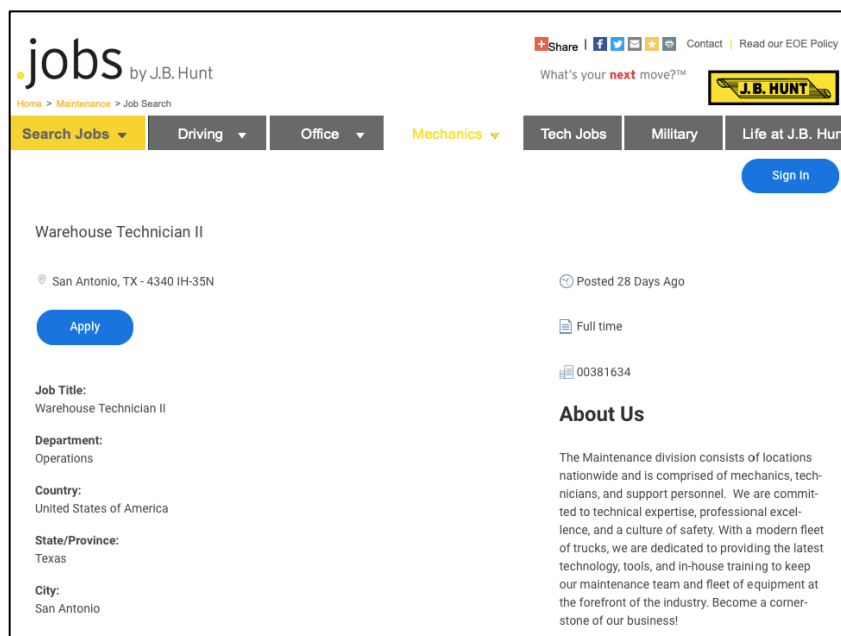 .jobs by J.B. Hunt
Share | Contact | Read our EOE Policy
What's your next move?™
J.B. HUNT
Home > Maintenance > Job Search
Search Jobs Driving Office Mechanics Tech Jobs Military Life at J.B. Hun
Sign In
Warehouse Technician II
San Antonio, TX - 4340 IH-35N
Apply
Job Title:
Warehouse Technician II
Department:
Operations
Country:
United States of America
State/Province:
Texas
City:
San Antonio
Posted 28 Days Ago
Full time
00381634
About Us
The Maintenance division consists of locations
nationwide and is comprised of mechanics, tech-
nicians, and support personnel. We are commit-
ted to technical expertise, professional excel-
lence, and a culture of safety. With a modern fleet
of trucks, we are dedicated to providing the latest
technology, tools, and in-house training to keep
our maintenance team and fleet of equipment at
the forefront of the industry. Become a corner-
stone of our business!